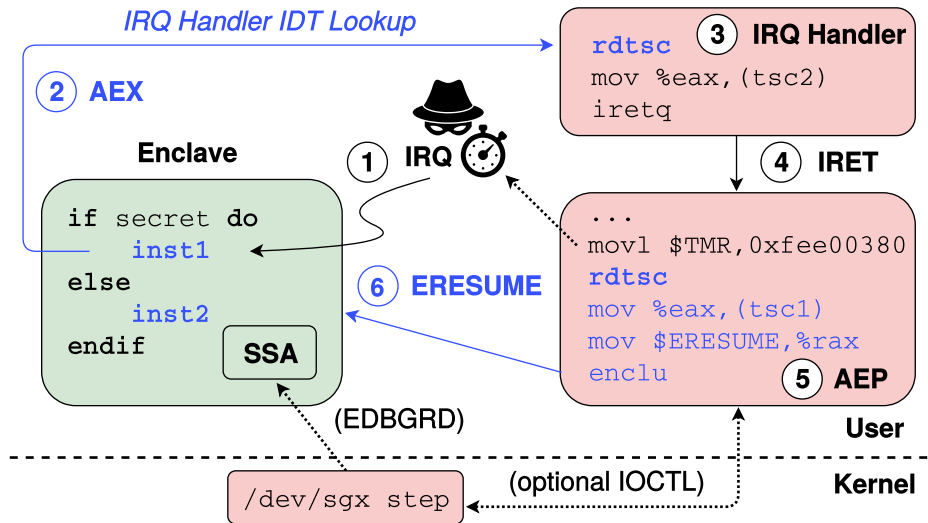 IRQ Handler IDT Lookup
3 IRQ Handler
rdtsc
mov %eax,(tsc2)
iretq
2 AEX
Enclave
1 IRQ
4 IRET
if secret do
inst1
else
inst2
endif
SSA
6 ERESUME
...
movl $TMR,0xfee00380
rdtsc
mov %eax,(tsc1)
mov $ERESUME,%rax
enclu
5 AEP
(EDBGRD)
User
Kernel
(optional IOCTL)
/dev/sgx step